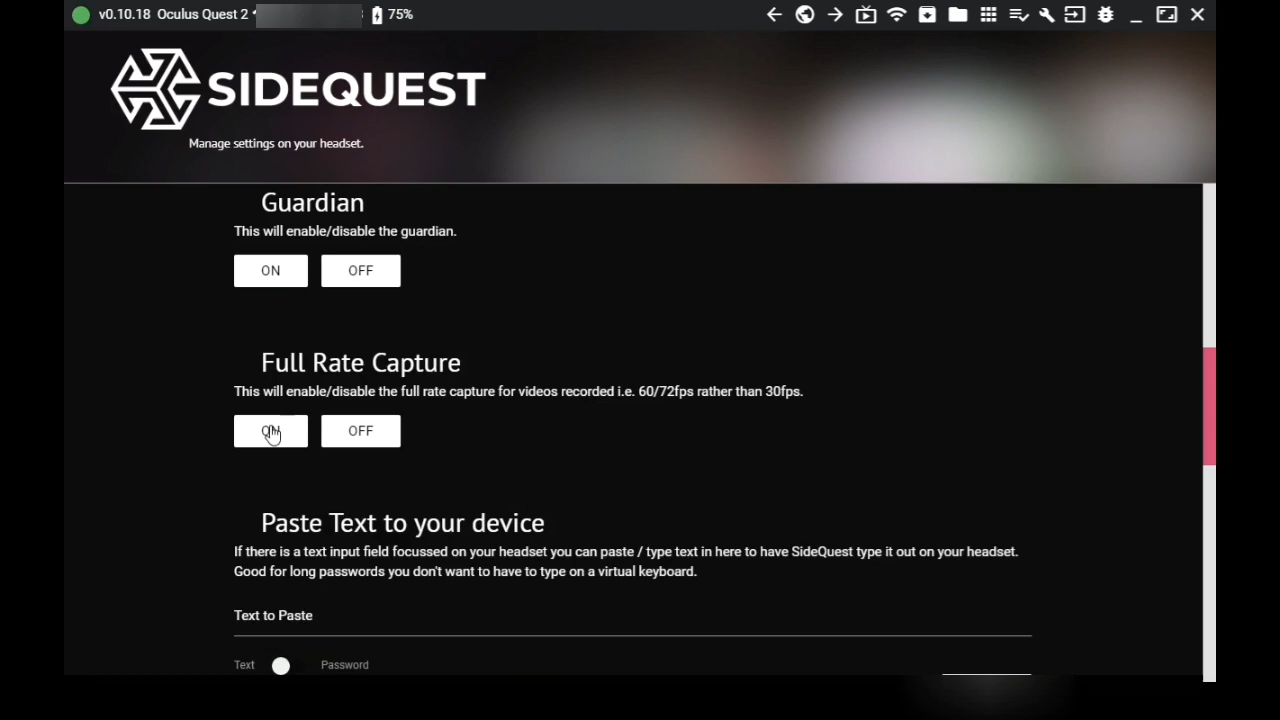 v0.10.18 Oculus Quest 2 75%
SIDEQUEST
Manage settings on your headset.
Guardian
This will enable/disable the guardian.
ON OFF
Full Rate Capture
This will enable/disable the full rate capture for videos recorded i.e. 60/72fps rather than 30fps.
ON OFF
Paste Text to your device
If there is a text input field focussed on your headset you can paste / type text in here to have SideQuest type it out on your headset.
Good for long passwords you don't want to have to type on a virtual keyboard.
Text to Paste
Text Password